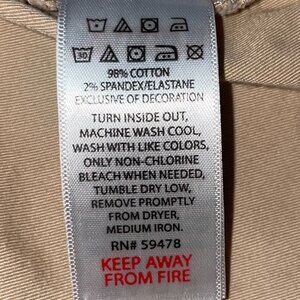 30
98% COTTON
2% SPANDEX/ELASTANE
EXCLUSIVE OF DECORATION
TURN INSIDE OUT,
MACHINE WASH COOL,
WASH WITH LIKE COLORS,
ONLY NON-CHLORINE
BLEACH WHEN NEEDED,
TUMBLE DRY LOW,
REMOVE PROMPTLY
FROM DRYER,
MEDIUM IRON.
RN# 59478
KEEP AWAY
FROM FIRE